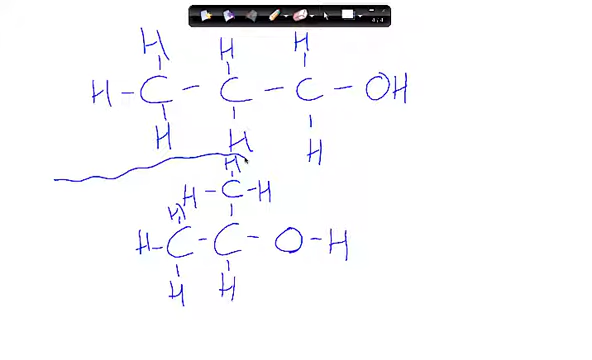 H H H
H - C - C - C - OH
H H H
H
H - C - H
H
H - C - C - O - H
H H